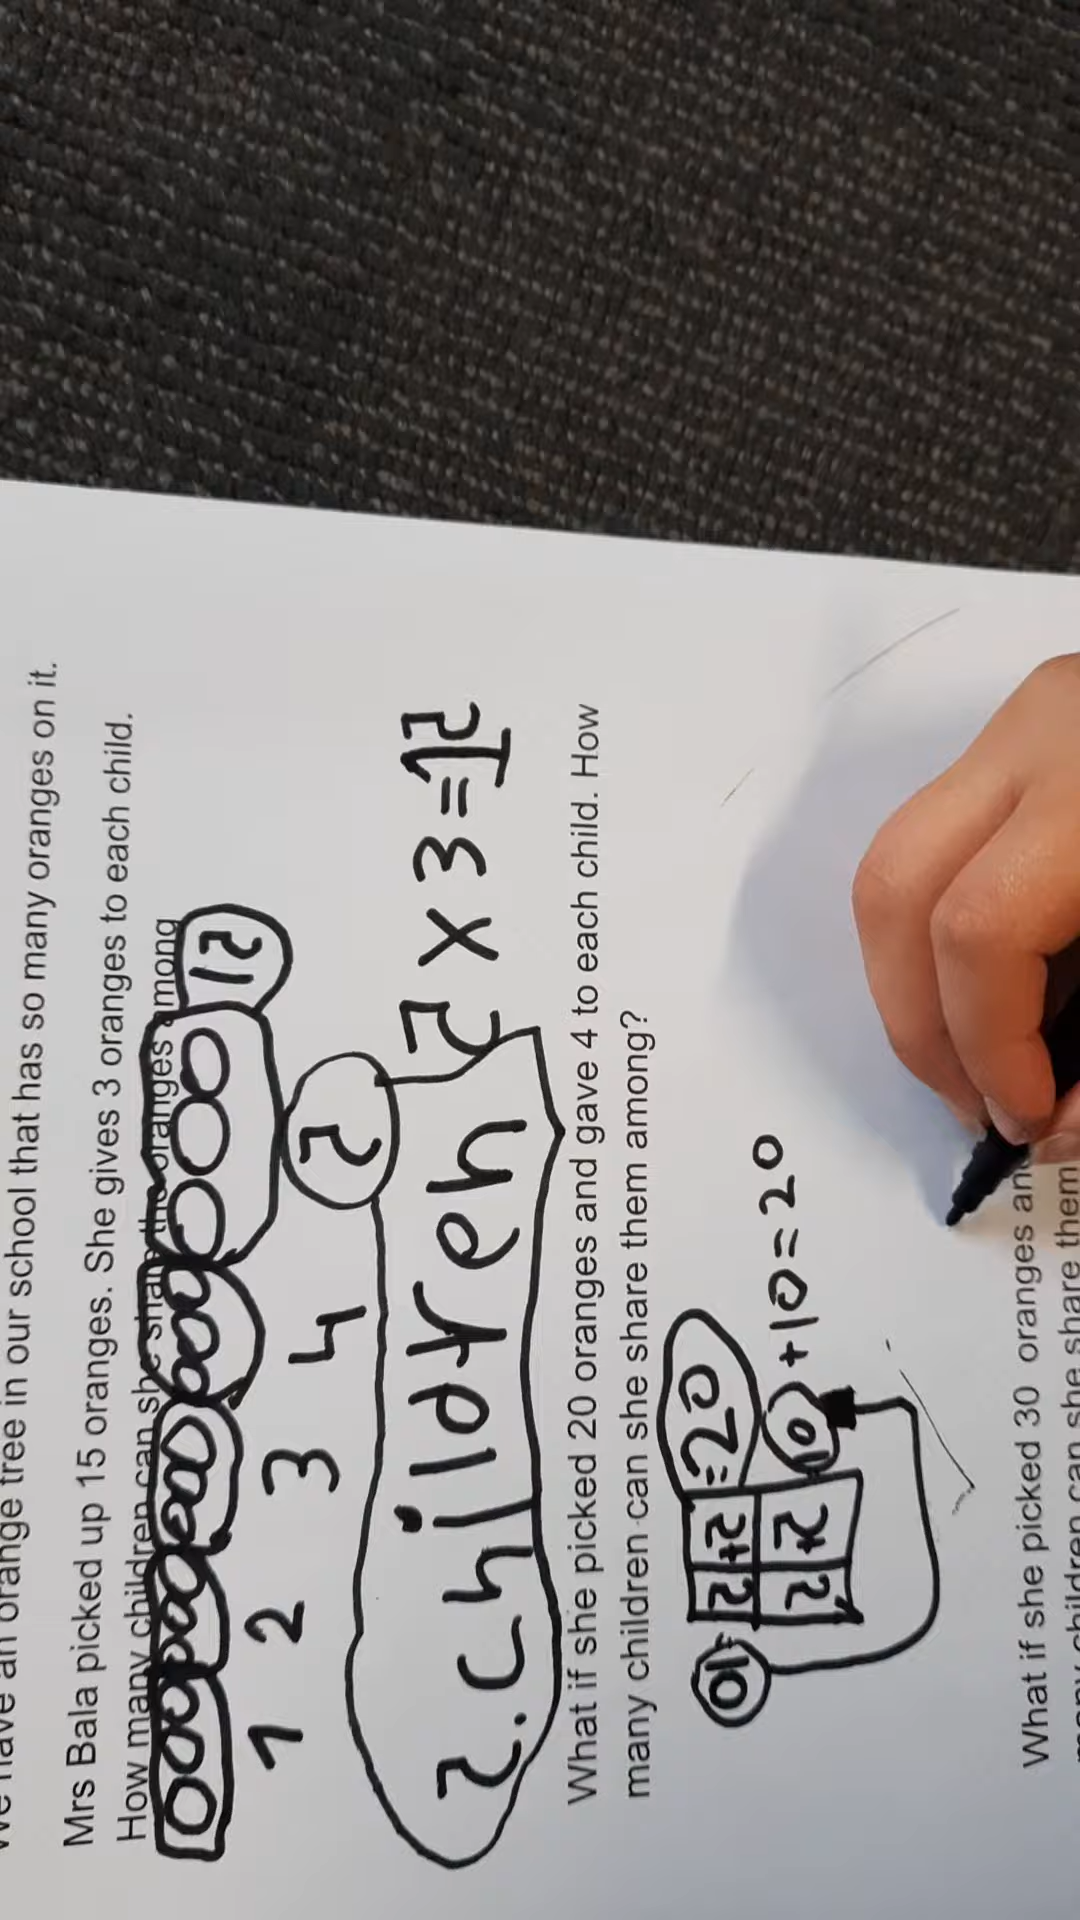 We have an orange tree in our school that has so many oranges on it.
Mrs Bala picked up 15 oranges. She gives 3 oranges to each child.
How many children can she share the oranges among
15
1 2 3 4 5
5. children 5 x 3 = 15
What if she picked 20 oranges and gave 4 to each child. How
many children can she share them among?
10 = 5 + 5 = 20
5 + 5 10 + 10 = 20
What if she picked 30 oranges and
many children can she share them